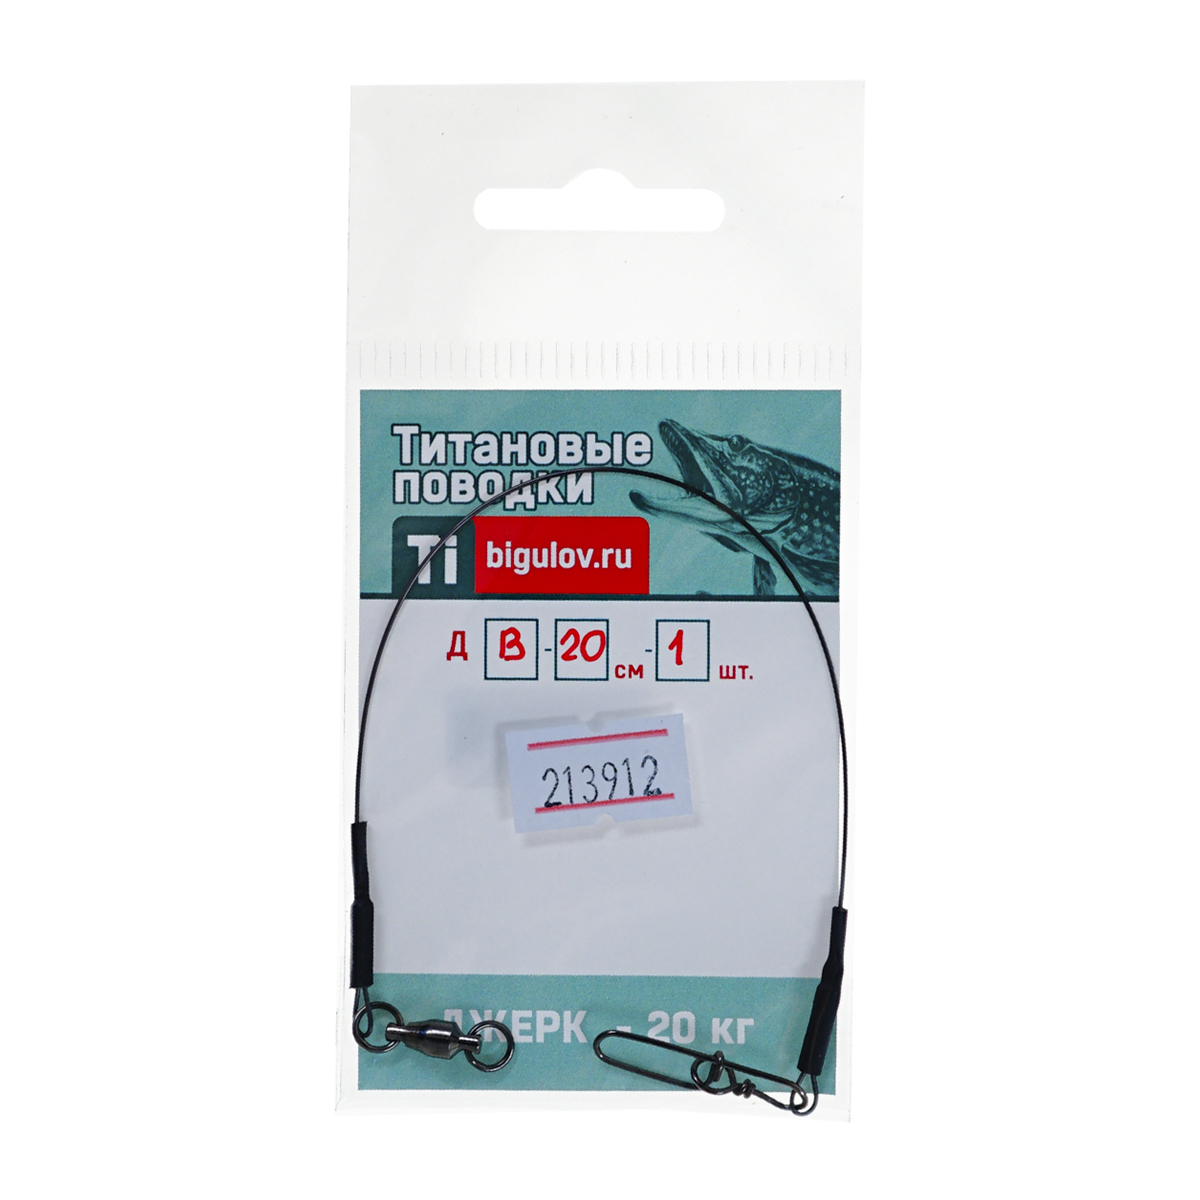 Титановые
поводки
Ti bigulov.ru
Д В - 20 см - 1 шт.
213912
ДЖЕРК - 20 кг